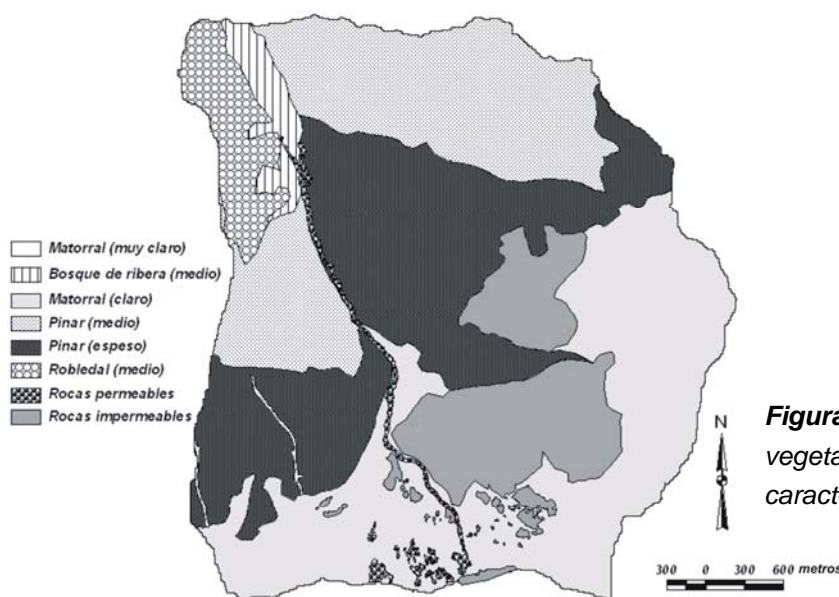 Matorral (muy claro)
Bosque de ribera (medio)
Matorral (claro)
Pinar (medio)
Pinar (espeso)
Robledal (medio)
Rocas permeables
Rocas impermeables
N
Figura
vegeta
caract
300 0 300 600 metros